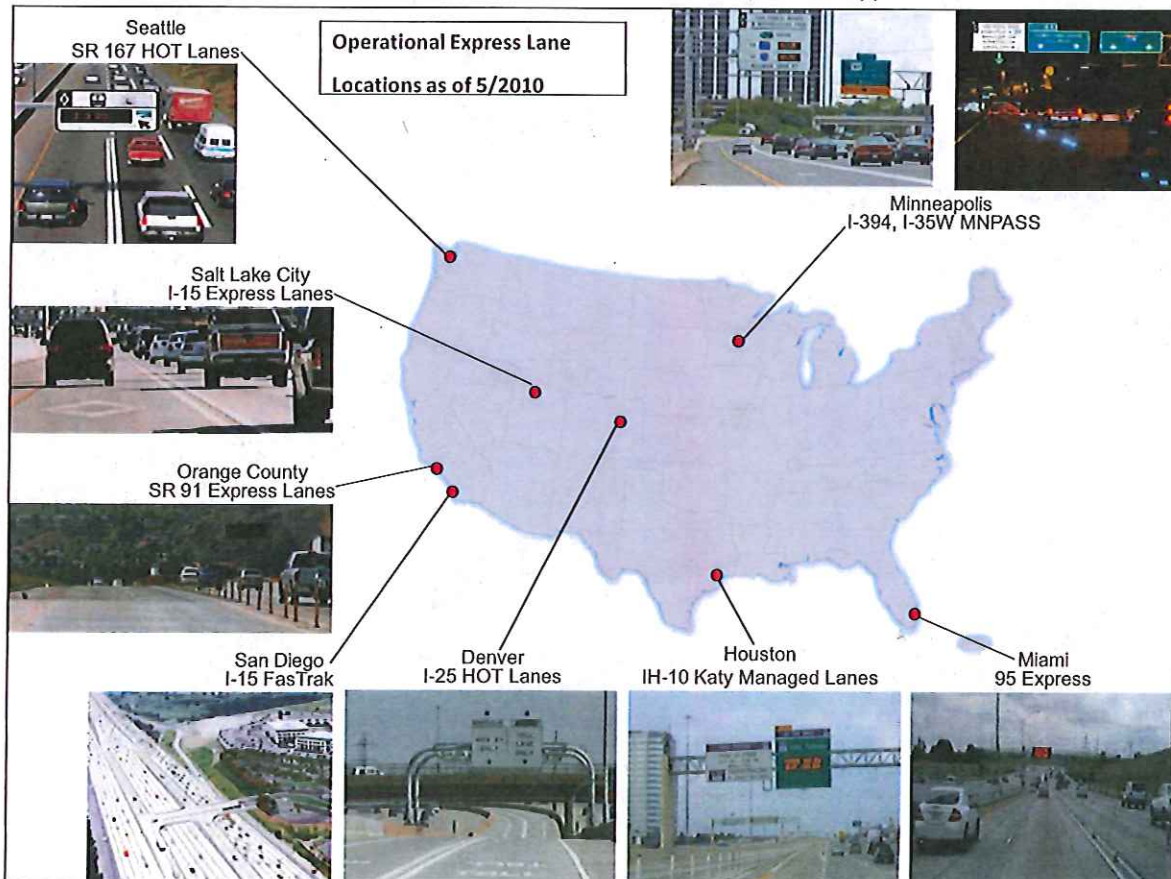 Seattle
SR 167 HOT Lanes
Operational Express Lane
Locations as of 5/2010
Minneapolis
I-394, I-35W MNPASS
Salt Lake City
I-15 Express Lanes
Orange County
SR 91 Express Lanes
San Diego
I-15 FasTrak
Denver
I-25 HOT Lanes
Houston
IH-10 Katy Managed Lanes
Miami
95 Express